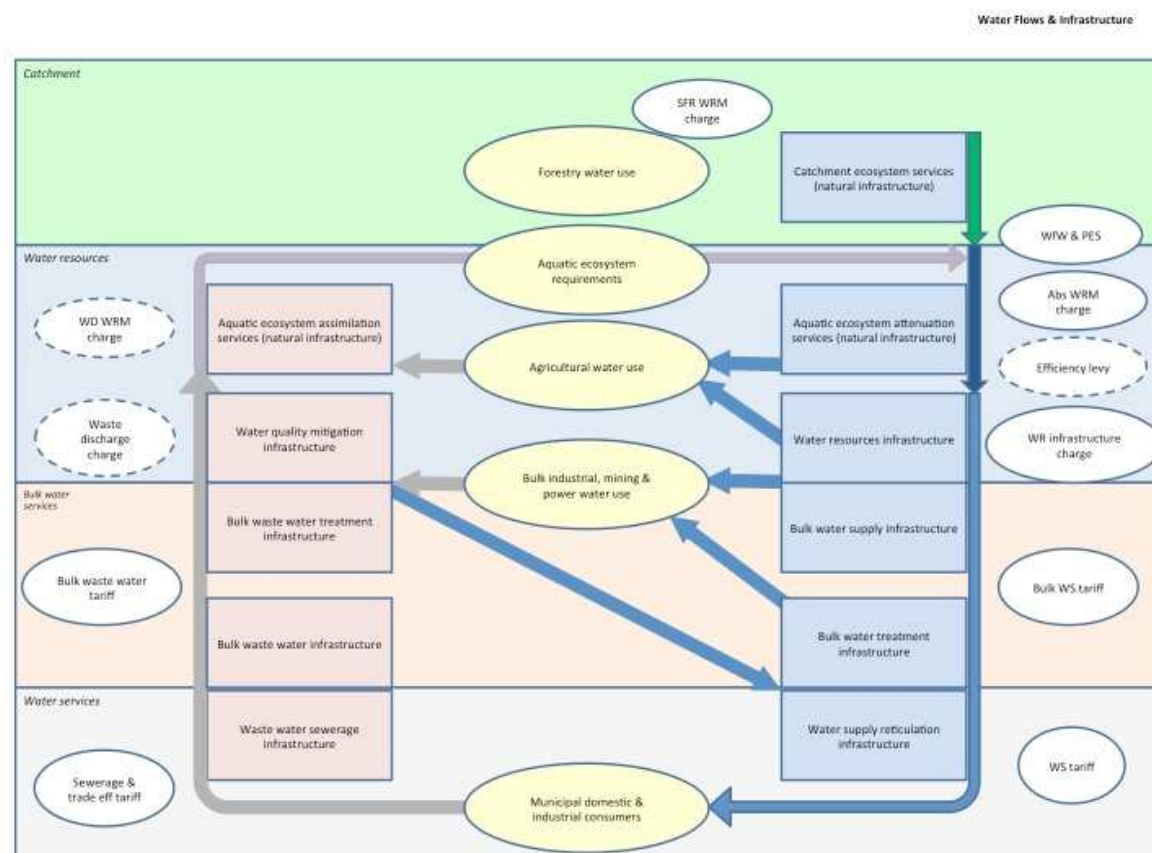 Water Flows & Infrastructure
Catchment
SFR WRM
charge
Forestry water use
Catchment ecosystem services
(natural infrastructure)
WFW & PES
Water resources
Aquatic ecosystem
requirements
WD WRM
charge
Aquatic ecosystem assimilation
services (natural infrastructure)
Agricultural water use
Aquatic ecosystem attenuation
services (natural infrastructure)
Abs WRM
charge
Efficiency levy
Waste
discharge
charge
Water quality mitigation
infrastructure
Water resources infrastructure
WR infrastructure
charge
Bulk industrial, mining &
power water use
Bulk water
services
Bulk waste water treatment
infrastructure
Bulk water supply infrastructure
Bulk waste water
tariff
Bulk WS tariff
Bulk waste water infrastructure
Bulk water treatment
infrastructure
Water services
Waste water sewerage
infrastructure
Water supply reticulation
infrastructure
Sewerage &
trade eff tariff
WS tariff
Municipal domestic &
industrial consumers